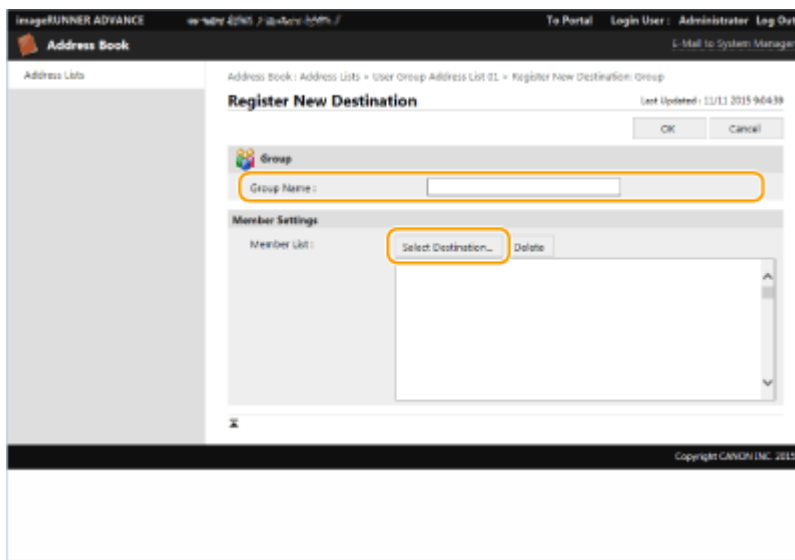 imageRUNNER ADVANCE To Portal Login User : Administrator Log Out
Address Book E-Mail to System Manager
Address Lists
Address Book : Address Lists > User Group Address List 01 > Register New Destination: Group
Register New Destination Last Updated : 11/11 2015 9:04:39
OK Cancel
Group
Group Name :
Member Settings
Member List : Select Destination... Delete
Copyright CANON INC. 2015